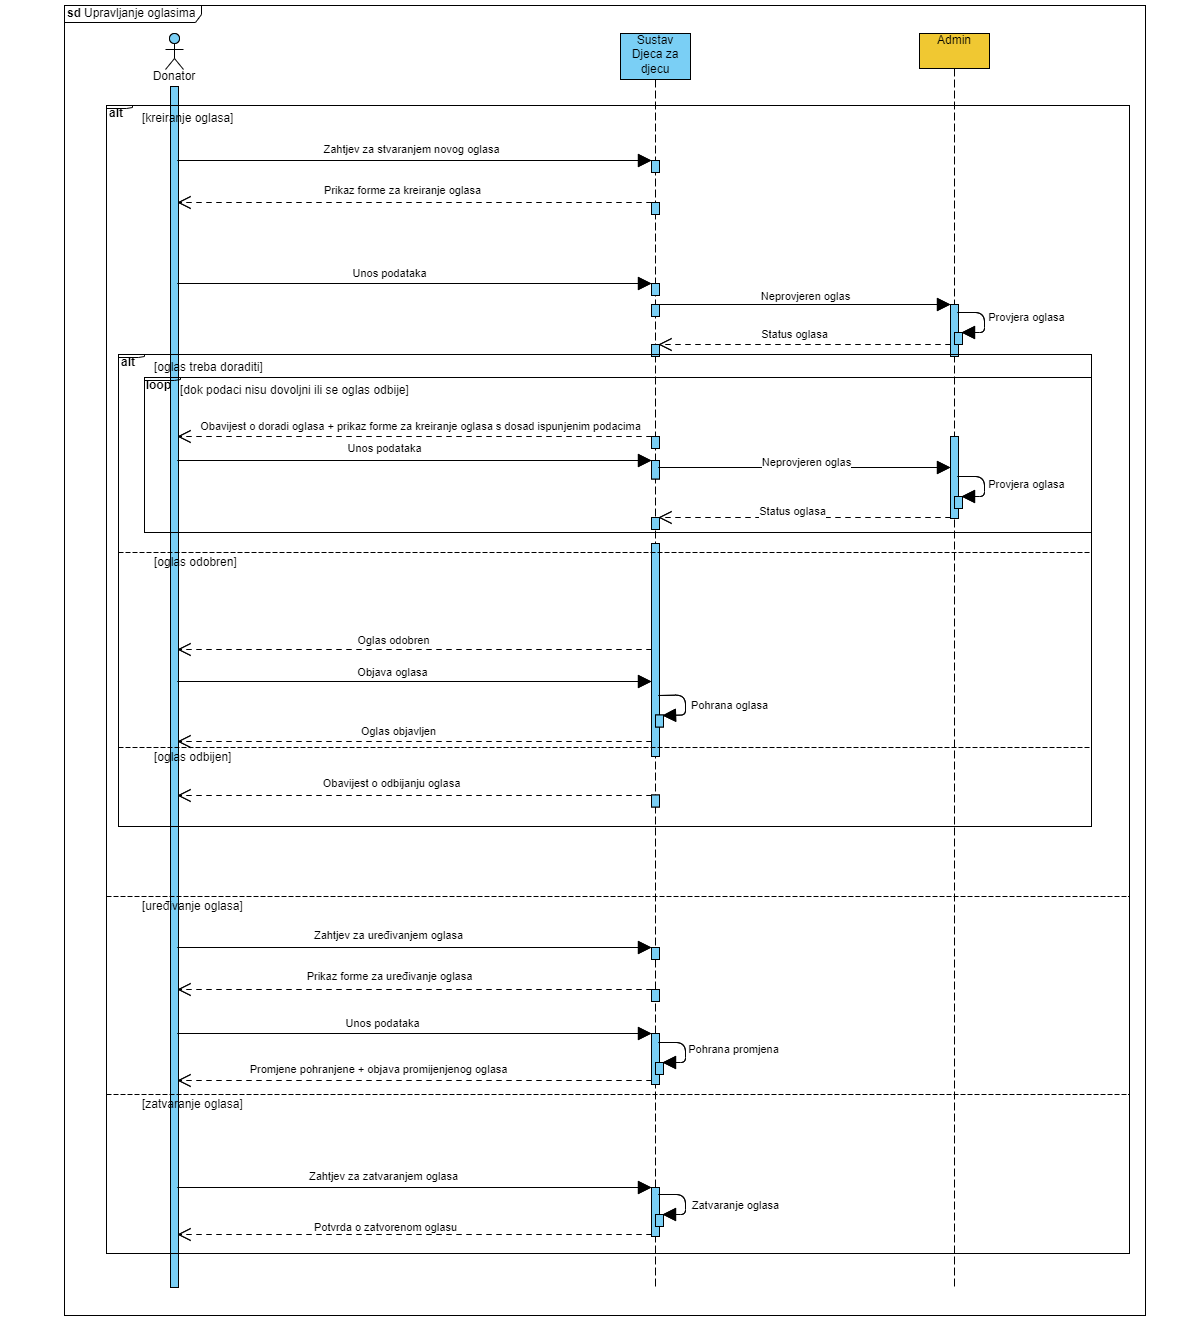 sd Upravljanje oglasima
Donator
Sustav
Djeca za
djecu
Admin
alt
[kreiranje oglasa]
Zahtjev za stvaranjem novog oglasa
Prikaz forme za kreiranje oglasa
Unos podataka
Neprovjeren oglas
Provjera oglasa
Status oglasa
alt
[oglas treba doraditi]
loop
[dok podaci nisu dovoljni ili se oglas odbije]
Obavijest o doradi oglasa + prikaz forme za kreiranje oglasa s dosad ispunjenim podacima
Unos podataka
Neprovjeren oglas
Provjera oglasa
Status oglasa
[oglas odobren]
Oglas odobren
Objava oglasa
Pohrana oglasa
Oglas objavljen
[oglas odbijen]
Obavijest o odbijanju oglasa
[uređivanje oglasa]
Zahtjev za uređivanjem oglasa
Prikaz forme za uređivanje oglasa
Unos podataka
Pohrana promjena
Promjene pohranjene + objava promijenjenog oglasa
[zatvaranje oglasa]
Zahtjev za zatvaranjem oglasa
Zatvaranje oglasa
Potvrda o zatvorenom oglasu